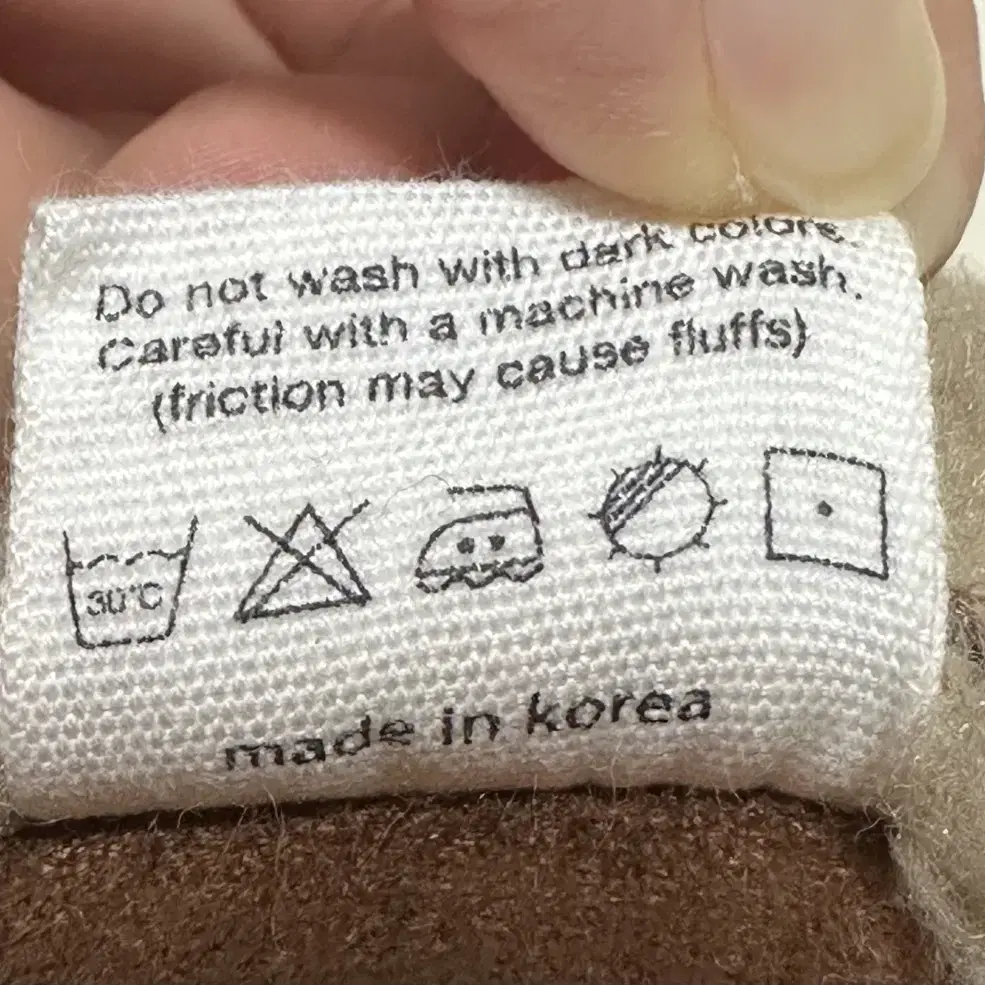 Do not wash with dark colors.
Careful with a machine wash.
(friction may cause fluffs)
30°C
made in korea